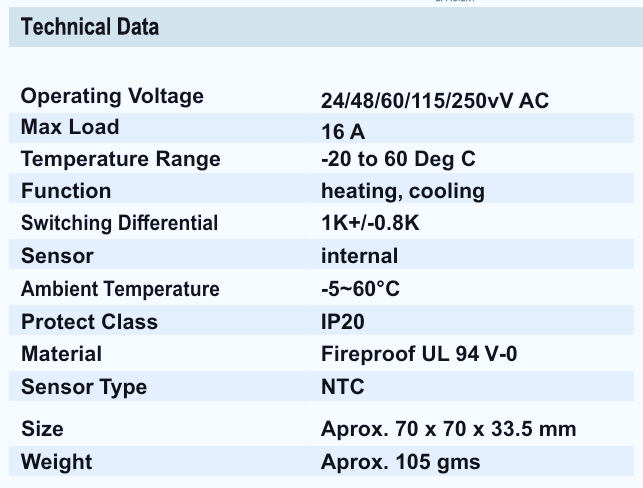 Technical Data
Operating Voltage 24/48/60/115/250vV AC
Max Load 16 A
Temperature Range -20 to 60 Deg C
Function heating, cooling
Switching Differential 1K+/-0.8K
Sensor internal
Ambient Temperature -5~60°C
Protect Class IP20
Material Fireproof UL 94 V-0
Sensor Type NTC
Size Aprox. 70 x 70 x 33.5 mm
Weight Aprox. 105 gms